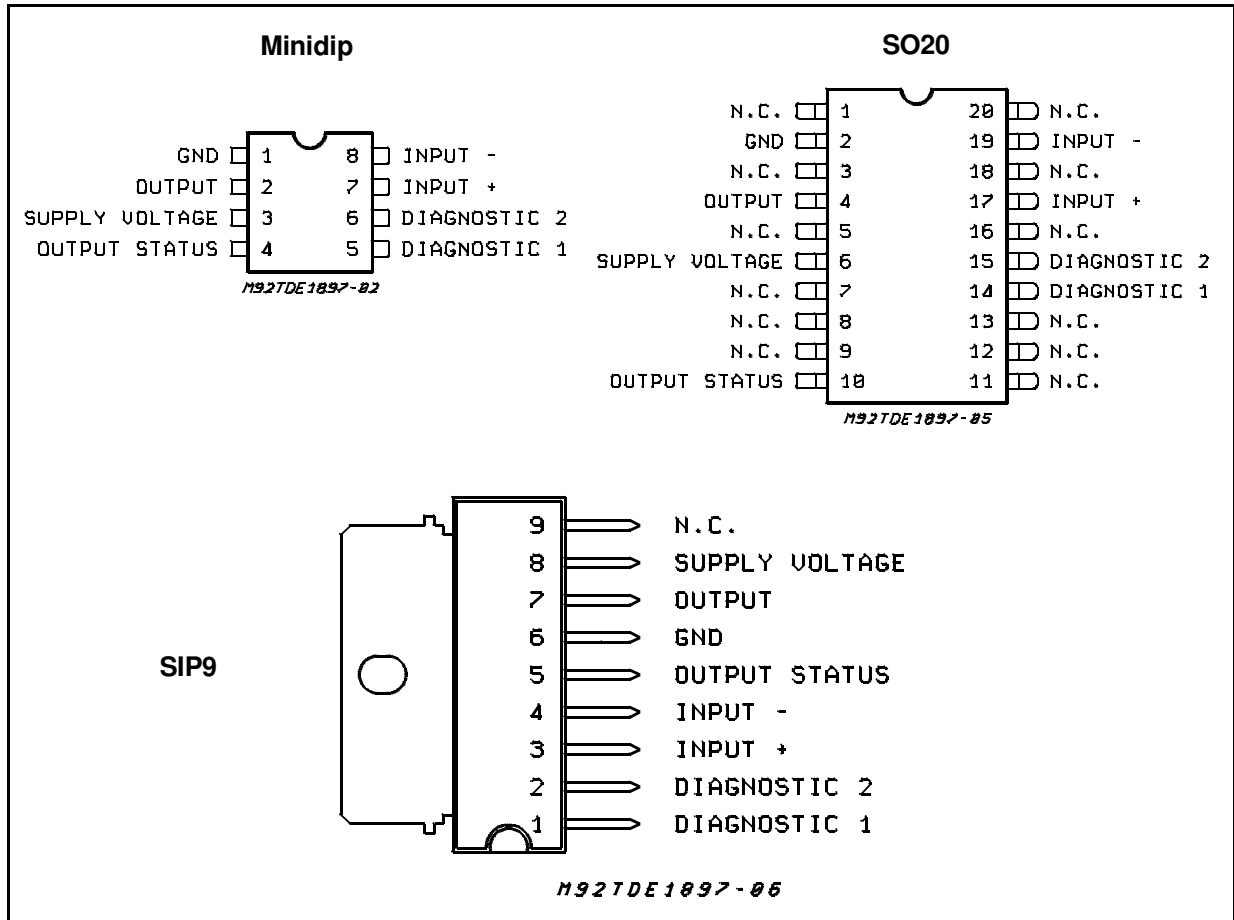 Minidip
GND 1 8 INPUT -
OUTPUT 2 7 INPUT +
SUPPLY VOLTAGE 3 6 DIAGNOSTIC 2
OUTPUT STATUS 4 5 DIAGNOSTIC 1
M92TDE1897-02
SO20
N.C. 1 20 N.C.
GND 2 19 INPUT -
N.C. 3 18 N.C.
OUTPUT 4 17 INPUT +
N.C. 5 16 N.C.
SUPPLY VOLTAGE 6 15 DIAGNOSTIC 2
N.C. 7 14 DIAGNOSTIC 1
N.C. 8 13 N.C.
N.C. 9 12 N.C.
OUTPUT STATUS 10 11 N.C.
M92TDE1897-05
SIP9
9 N.C.
8 SUPPLY VOLTAGE
7 OUTPUT
6 GND
5 OUTPUT STATUS
4 INPUT -
3 INPUT +
2 DIAGNOSTIC 2
1 DIAGNOSTIC 1
M92TDE1897-06